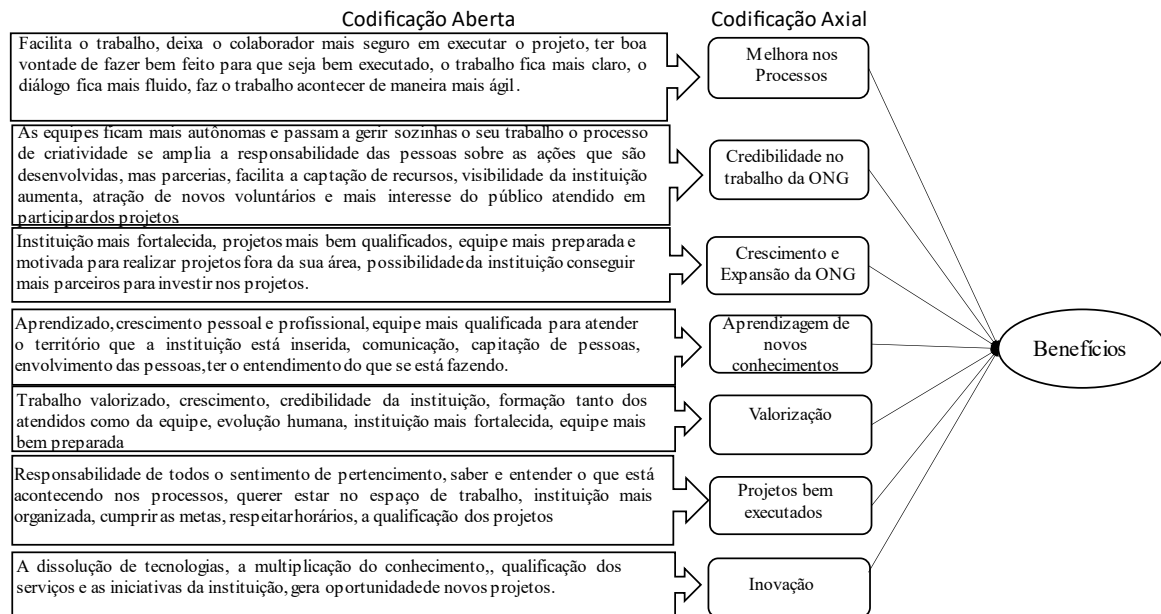 Codificação Aberta
Codificação Axial
Facilita o trabalho, deixa o colaborador mais seguro em executar o projeto, ter boa
vontade de fazer bem feito para que seja bem executado, o trabalho fica mais claro, o
diálogo fica mais fluido, faz o trabalho acontecer de maneira mais ágil.
Melhora nos
Processos
As equipes ficam mais autônomas e passam a gerir sozinhas o seu trabalho o processo
de criatividade se amplia a responsabilidade das pessoas sobre as ações que são
desenvolvidas, mas parcerias, facilita a captação de recursos, visibilidade da instituição
aumenta, atração de novos voluntários e mais interesse do público atendido em
participar dos projetos.
Credibilidade no
trabalho da ONG
Instituição mais fortalecida, projetos mais bem qualificados, equipe mais preparada e
motivada para realizar projetos fora da sua área, possibilidade da instituição conseguir
mais parceiros para investir nos projetos.
Crescimento e
Expansão da ONG
Aprendizado, crescimento pessoal e profissional, equipe mais qualificada para atender
o território que a instituição está inserida, comunicação, capitação de pessoas,
envolvimento das pessoas, ter o entendimento do que se está fazendo.
Aprendizagem de
novos
conhecimentos
Trabalho valorizado, crescimento, credibilidade da instituição, formação tanto dos
atendidos como da equipe, evolução humana, instituição mais fortalecida, equipe mais
bem preparada
Valorização
Responsabilidade de todos o sentimento de pertencimento, saber e entender o que está
acontecendo nos processos, querer estar no espaço de trabalho, instituição mais
organizada, cumprir as metas, respeitar horários, a qualificação dos projetos
Projetos bem
executados
A dissolução de tecnologias, a multiplicação do conhecimento,, qualificação dos
serviços e as iniciativas da instituição, gera oportunidade de novos projetos.
Inovação
Benefícios